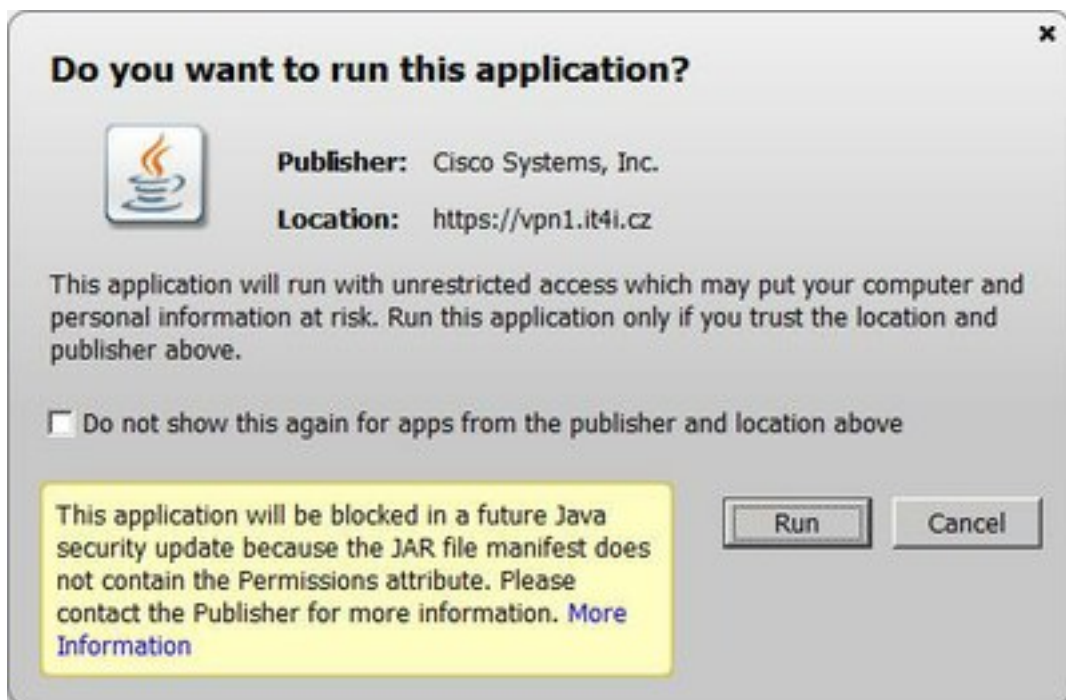 Do you want to run this application?
Publisher: Cisco Systems, Inc.
Location: https://vpn1.it4i.cz
This application will run with unrestricted access which may put your computer and
personal information at risk. Run this application only if you trust the location and
publisher above.
Do not show this again for apps from the publisher and location above
This application will be blocked in a future Java
security update because the JAR file manifest does
not contain the Permissions attribute. Please
contact the Publisher for more information. More
Information
Run
Cancel